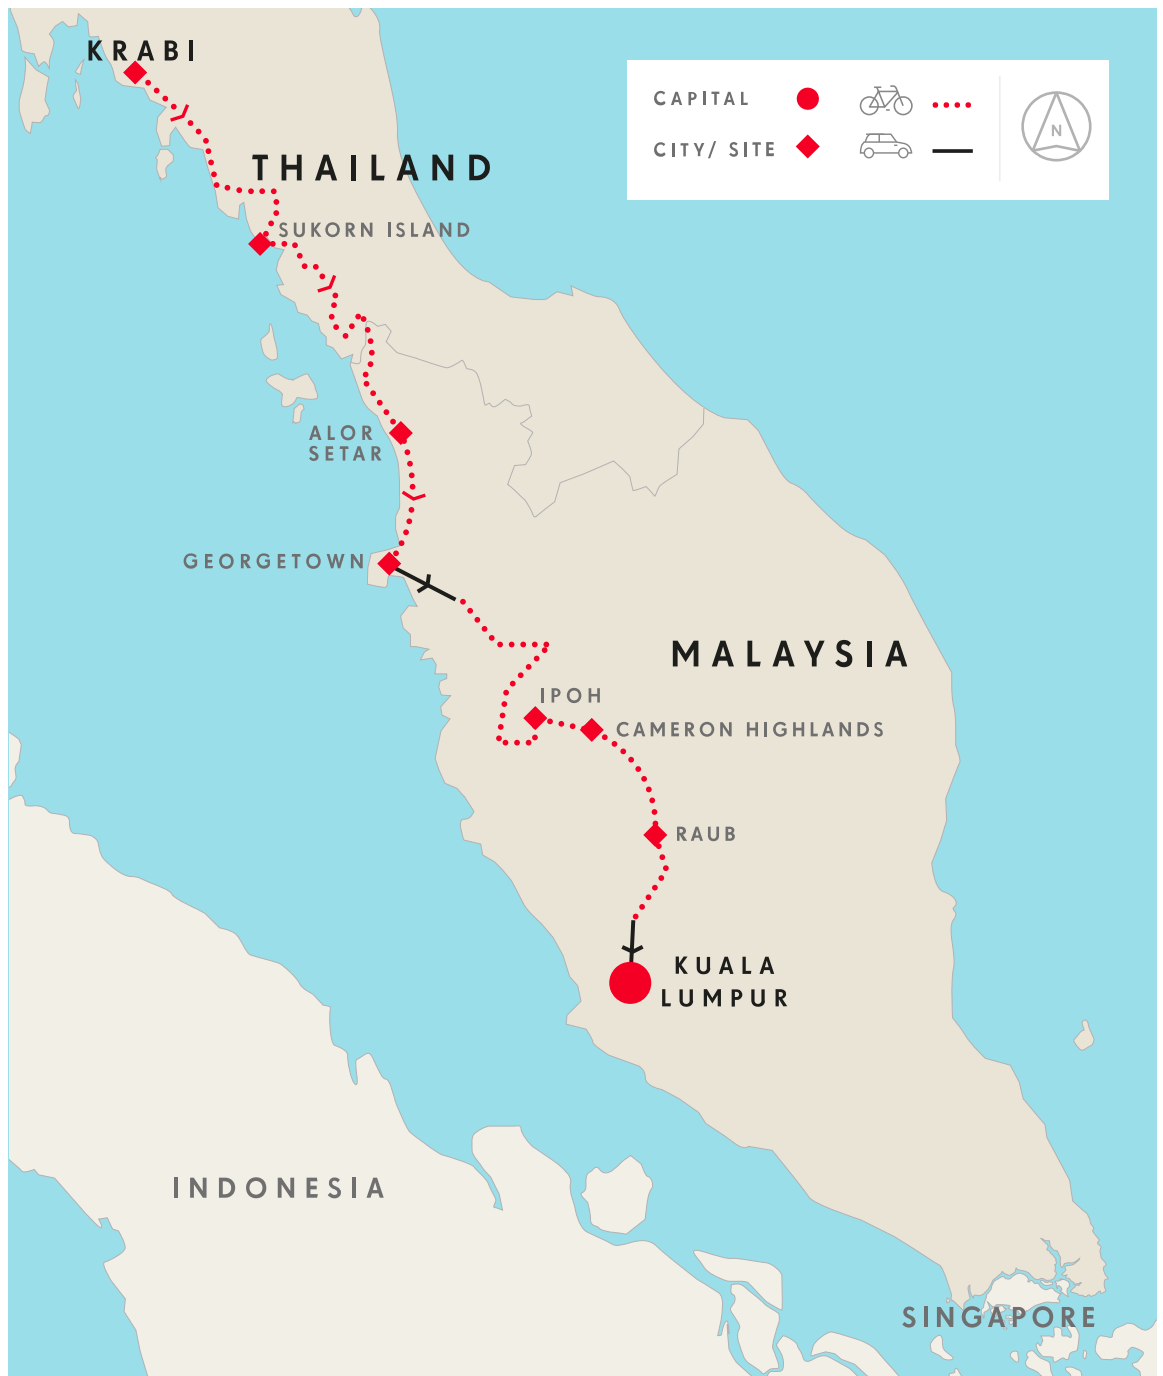 KRABI
CAPITAL
CITY/ SITE
N
THAILAND
SUKORN ISLAND
ALOR
SETAR
GEORGETOWN
MALAYSIA
IPOH
CAMERON HIGHLANDS
RAUB
KUALA
LUMPUR
INDONESIA
SINGAPORE